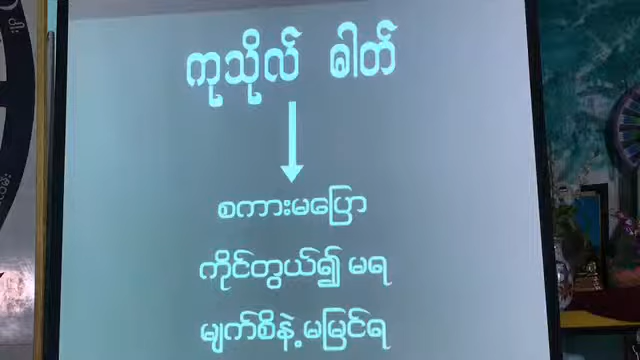 ကုသိုလ် ဓါတ်
စကားမပြော
ကိုင်တွယ်၍ မရ
မျက်စိနဲ့ မမြင်ရ